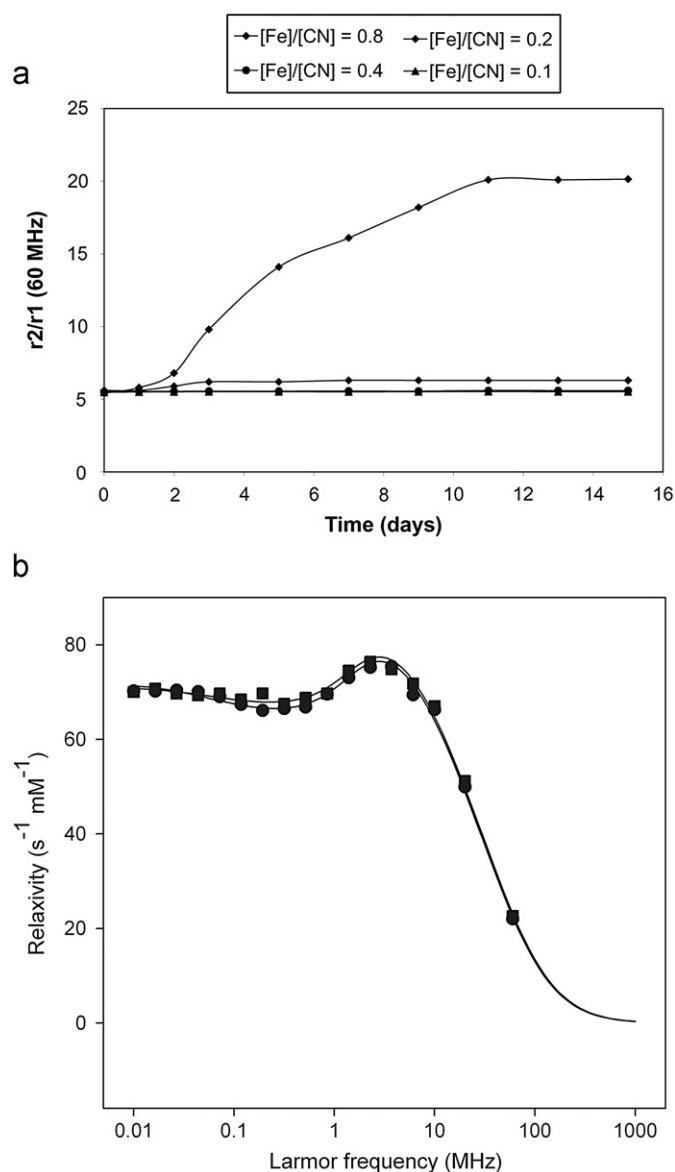 [Fe]/[CN] = 0.8 [Fe]/[CN] = 0.2
[Fe]/[CN] = 0.4 [Fe]/[CN] = 0.1
a
25
20
15
10
5
0
r2/r1 (60 MHz)
0 2 4 6 8 10 12 14 16
Time (days)
b
80
60
40
20
0
Relaxivity (s⁻¹ mM⁻¹)
0.01 0.1 1 10 100 1000
Larmor frequency (MHz)